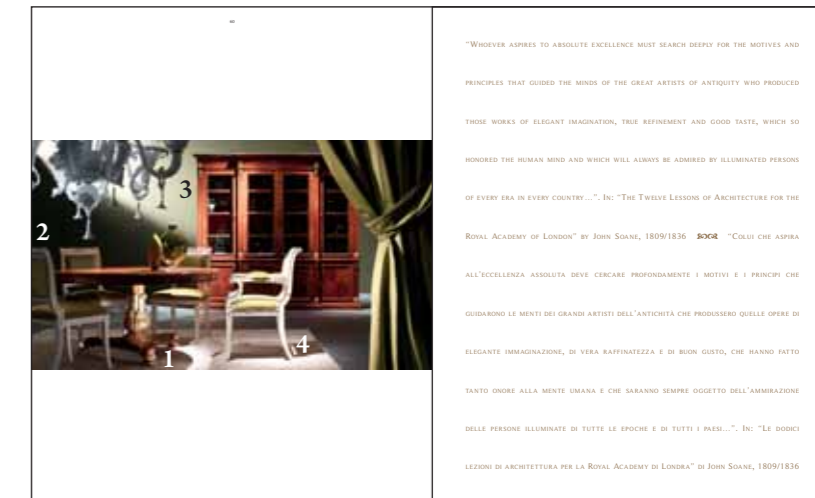 3
2
4
1
"Whoever aspires to absolute excellence must search deeply for the motives and
principles that guided the minds of the great artists of antiquity who produced
those works of elegant imagination, true refinement and good taste, which so
honored the human mind and which will always be admired by illuminated persons
of every era in every country...". In: "The Twelve Lessons of Architecture for the
Royal Academy of London" by John Soane, 1809/1836 "Colui che aspira
all'eccellenza assoluta deve cercare profondamente i motivi e i principi che
guidarono le menti dei grandi artisti dell'antichità che produssero quelle opere di
elegante immaginazione, di vera raffinatezza e di buon gusto, che hanno fatto
tanto onore alla mente umana e che saranno sempre oggetto dell'ammirazione
delle persone illuminate di tutte le epoche e di tutti i paesi...". In: "Le dodici
lezioni di architettura per la Royal Academy di Londra" di John Soane, 1809/1836